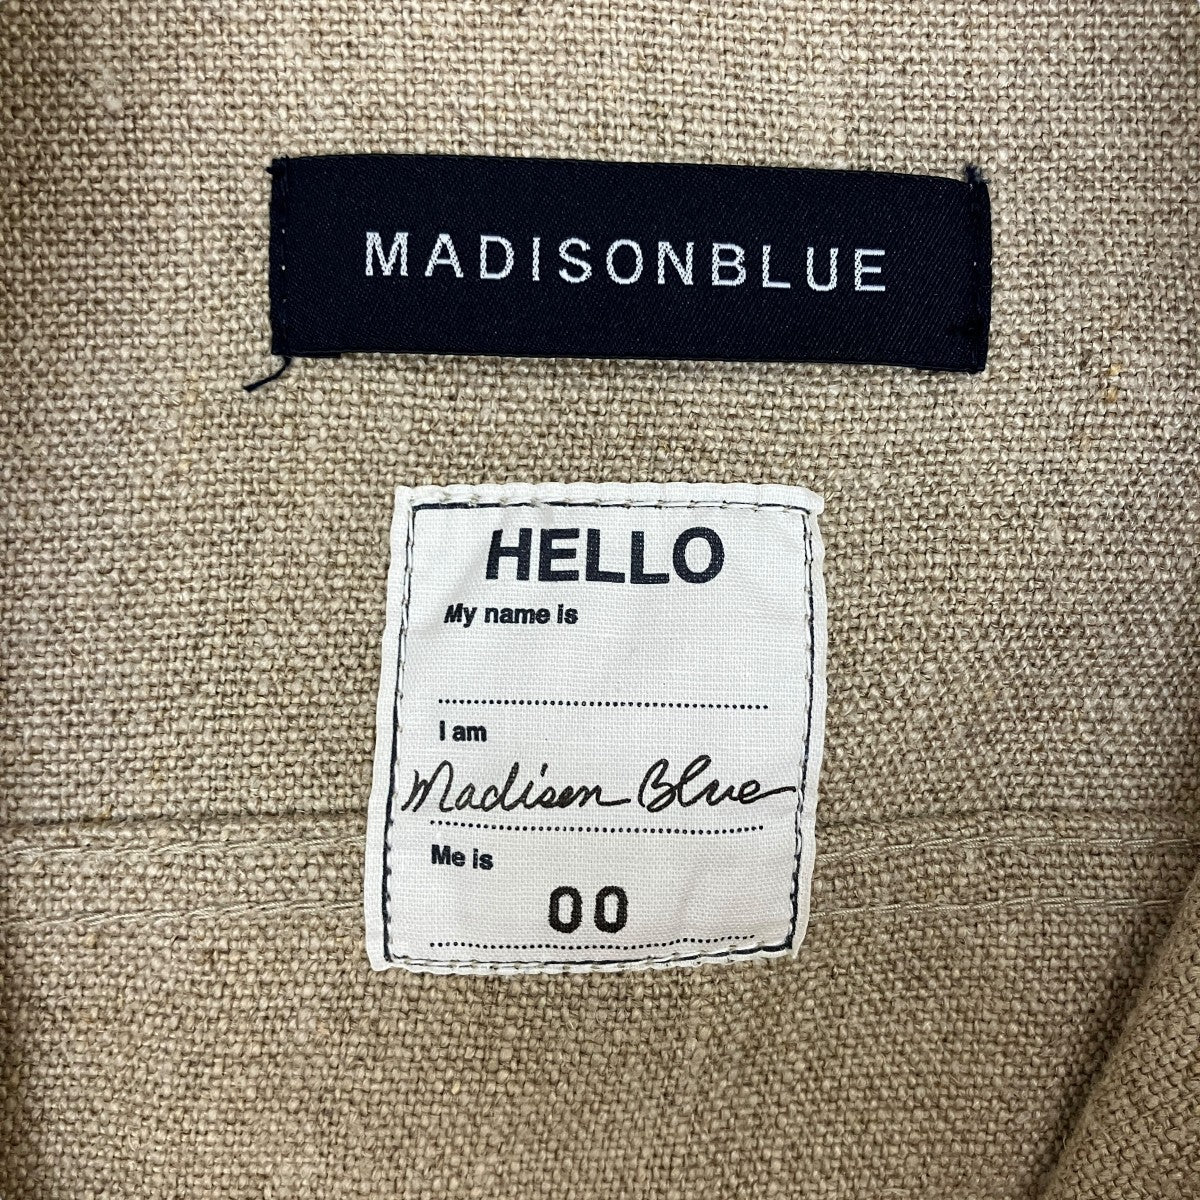 MADISONBLUE
HELLO
My name is
I am
Madison Blue
Me is
00